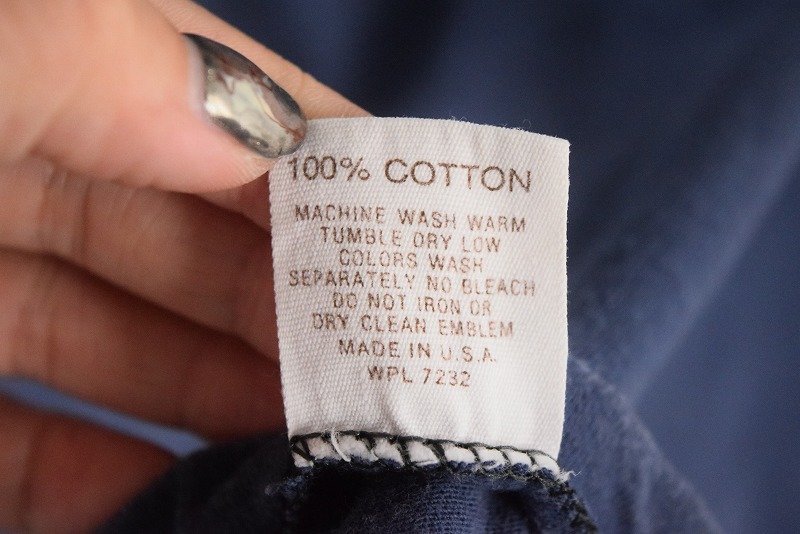 100% COTTON
MACHINE WASH WARM
TUMBLE DRY LOW
COLORS WASH
SEPARATELY NO BLEACH
DO NOT IRON OR
DRY CLEAN EMBLEM
MADE IN U.S.A.
WPL 7232